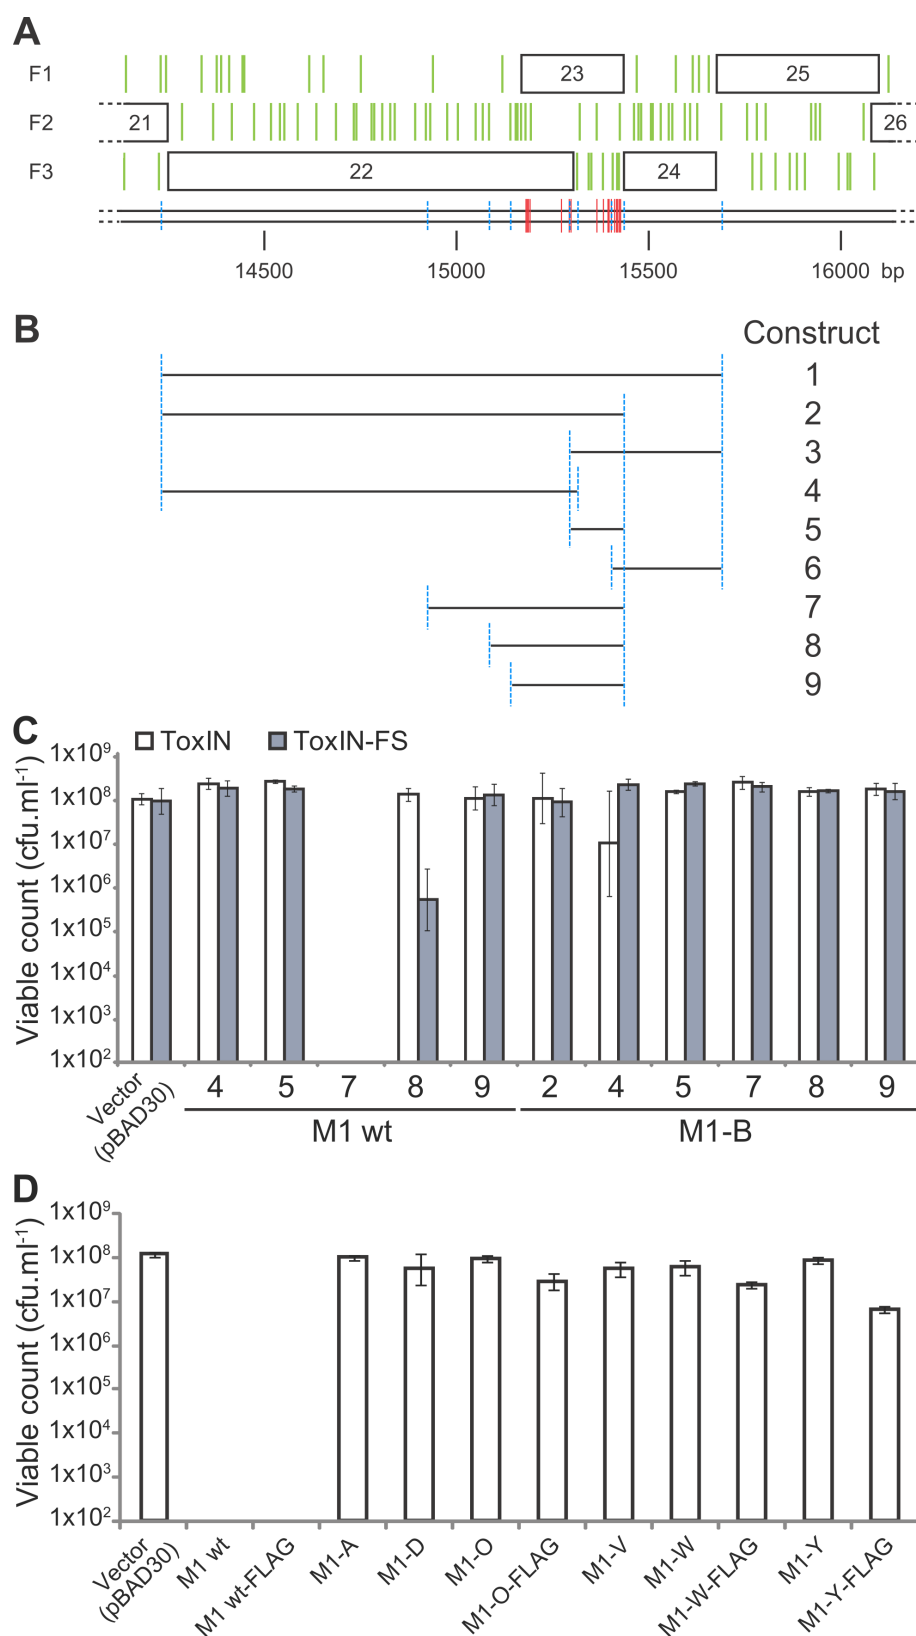 A
F1
23
25
F2
21
26
F3
22
24
14500 15000 15500 16000 bp
B
Construct
1
2
3
4
5
6
7
8
9
C
ToxIN ToxIN-FS
Viable count (cfu.ml⁻¹)
1x10⁹
1x10⁸
1x10⁷
1x10⁶
1x10⁵
1x10⁴
1x10³
1x10²
Vector (pBAD30) 4 5 7 8 9 2 4 5 7 8 9
M1 wt M1-B
D
Viable count (cfu.ml⁻¹)
1x10⁹
1x10⁸
1x10⁷
1x10⁶
1x10⁵
1x10⁴
1x10³
1x10²
Vector (pBAD30)
M1 wt
M1 wt-FLAG
M1-A
M1-D
M1-O
M1-O-FLAG
M1-V
M1-W
M1-W-FLAG
M1-Y
M1-Y-FLAG